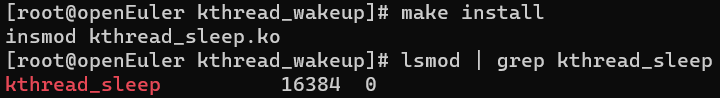 [root@openEuler kthread_wakeup]# make install
insmod kthread_sleep.ko
[root@openEuler kthread_wakeup]# lsmod | grep kthread_sleep
kthread_sleep          16384  0